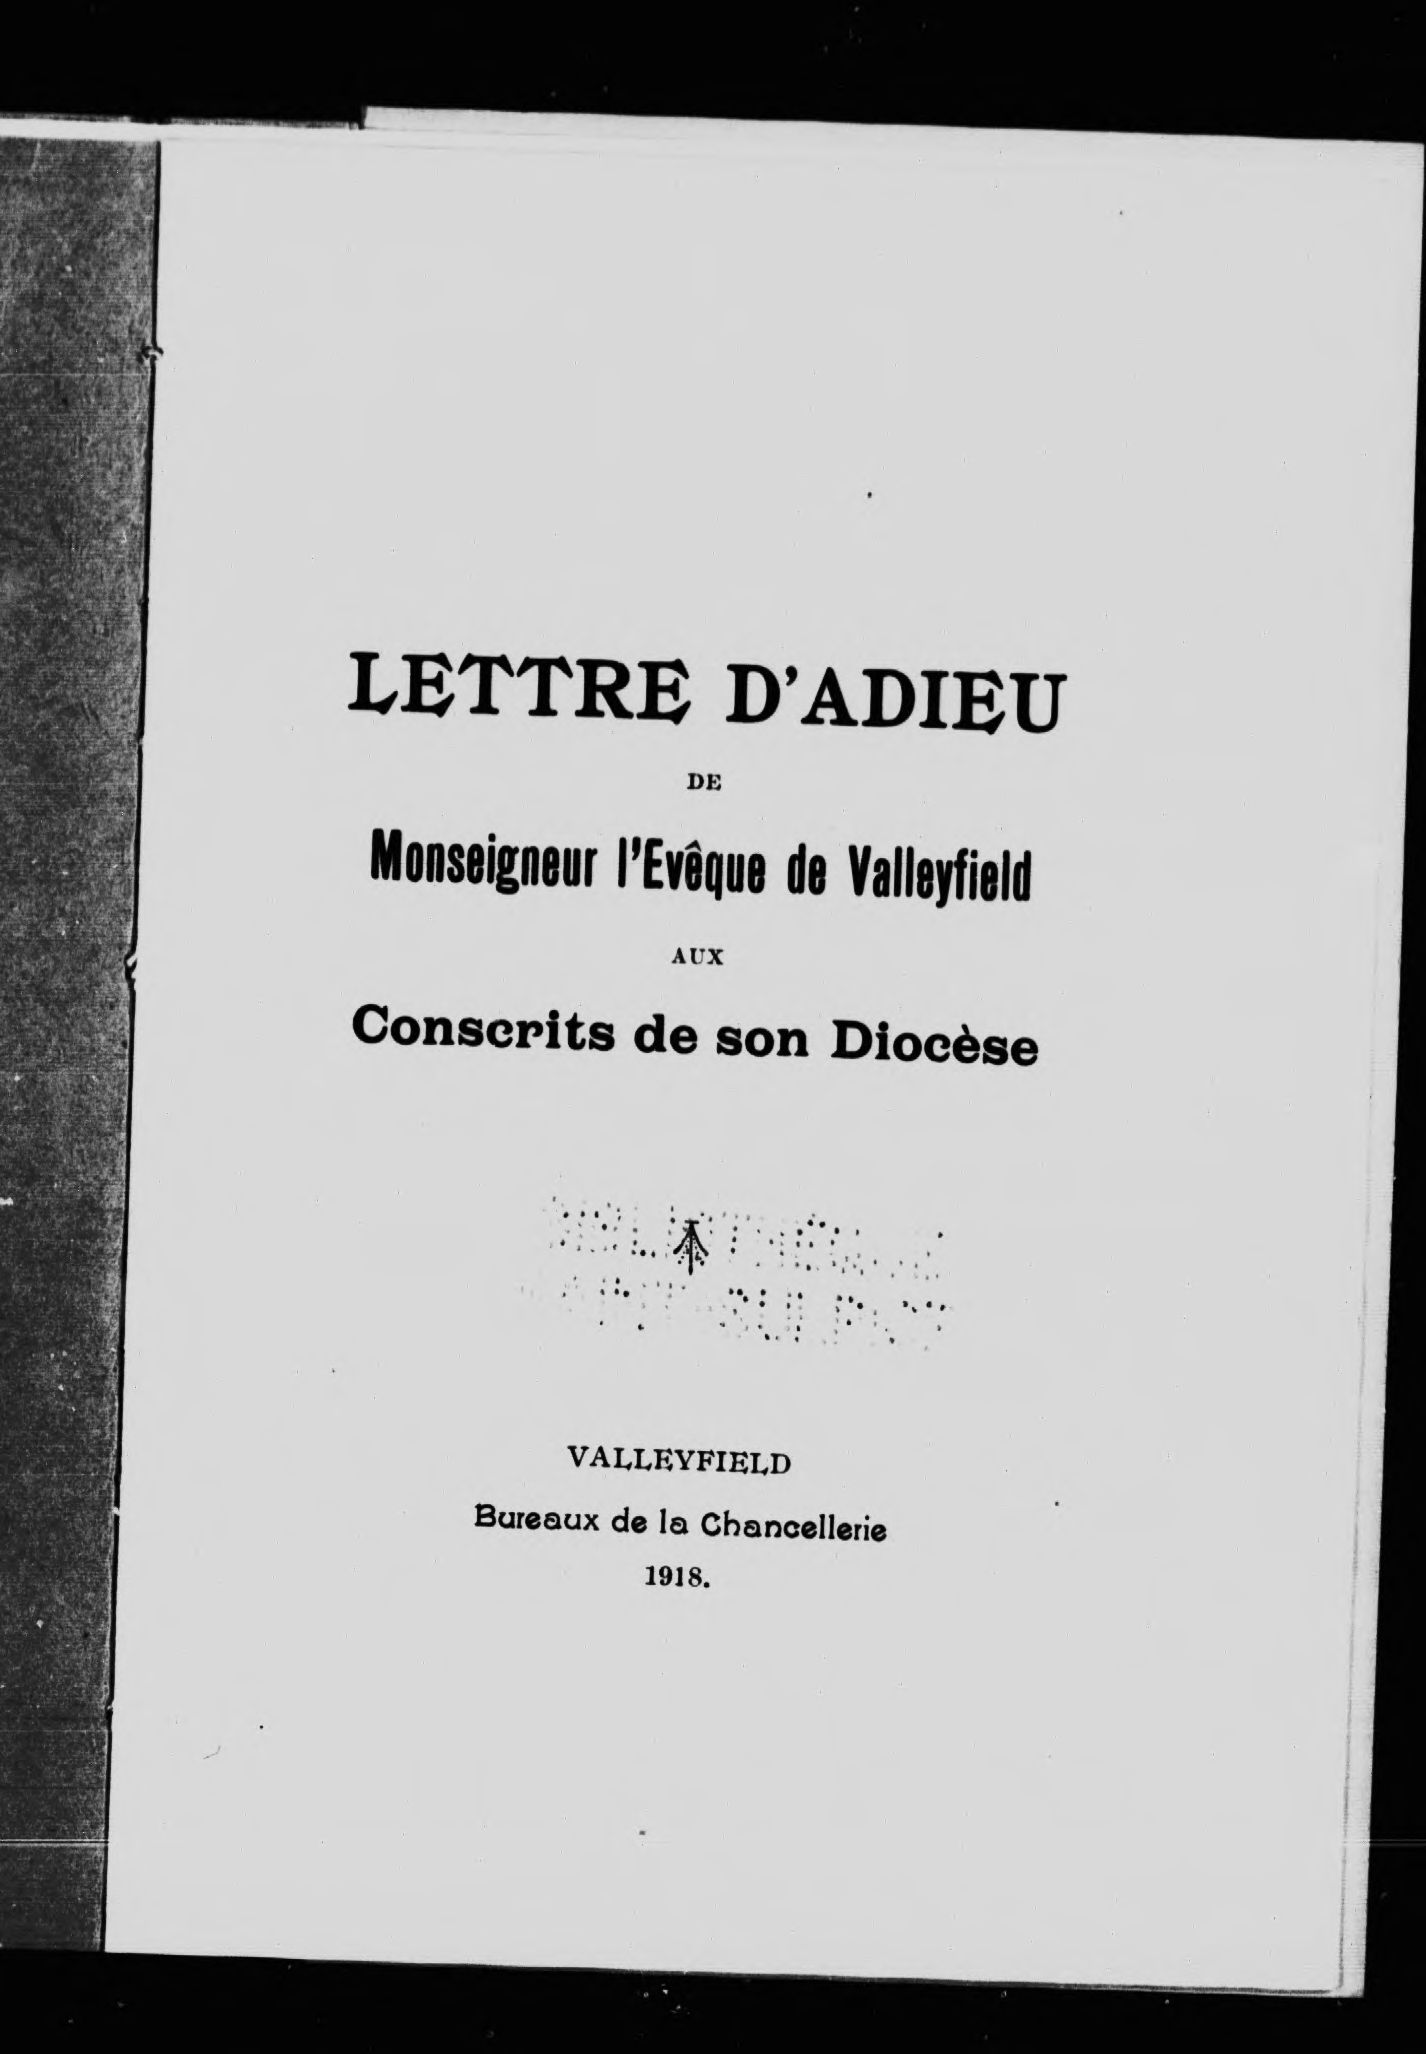 LETTRE D'ADIEU
DE
Monseigneur l'Evêque de Valleyfield
AUX
Conscrits de son Diocèse
VALLEYFIELD
Bureaux de la Chancellerie
1918.